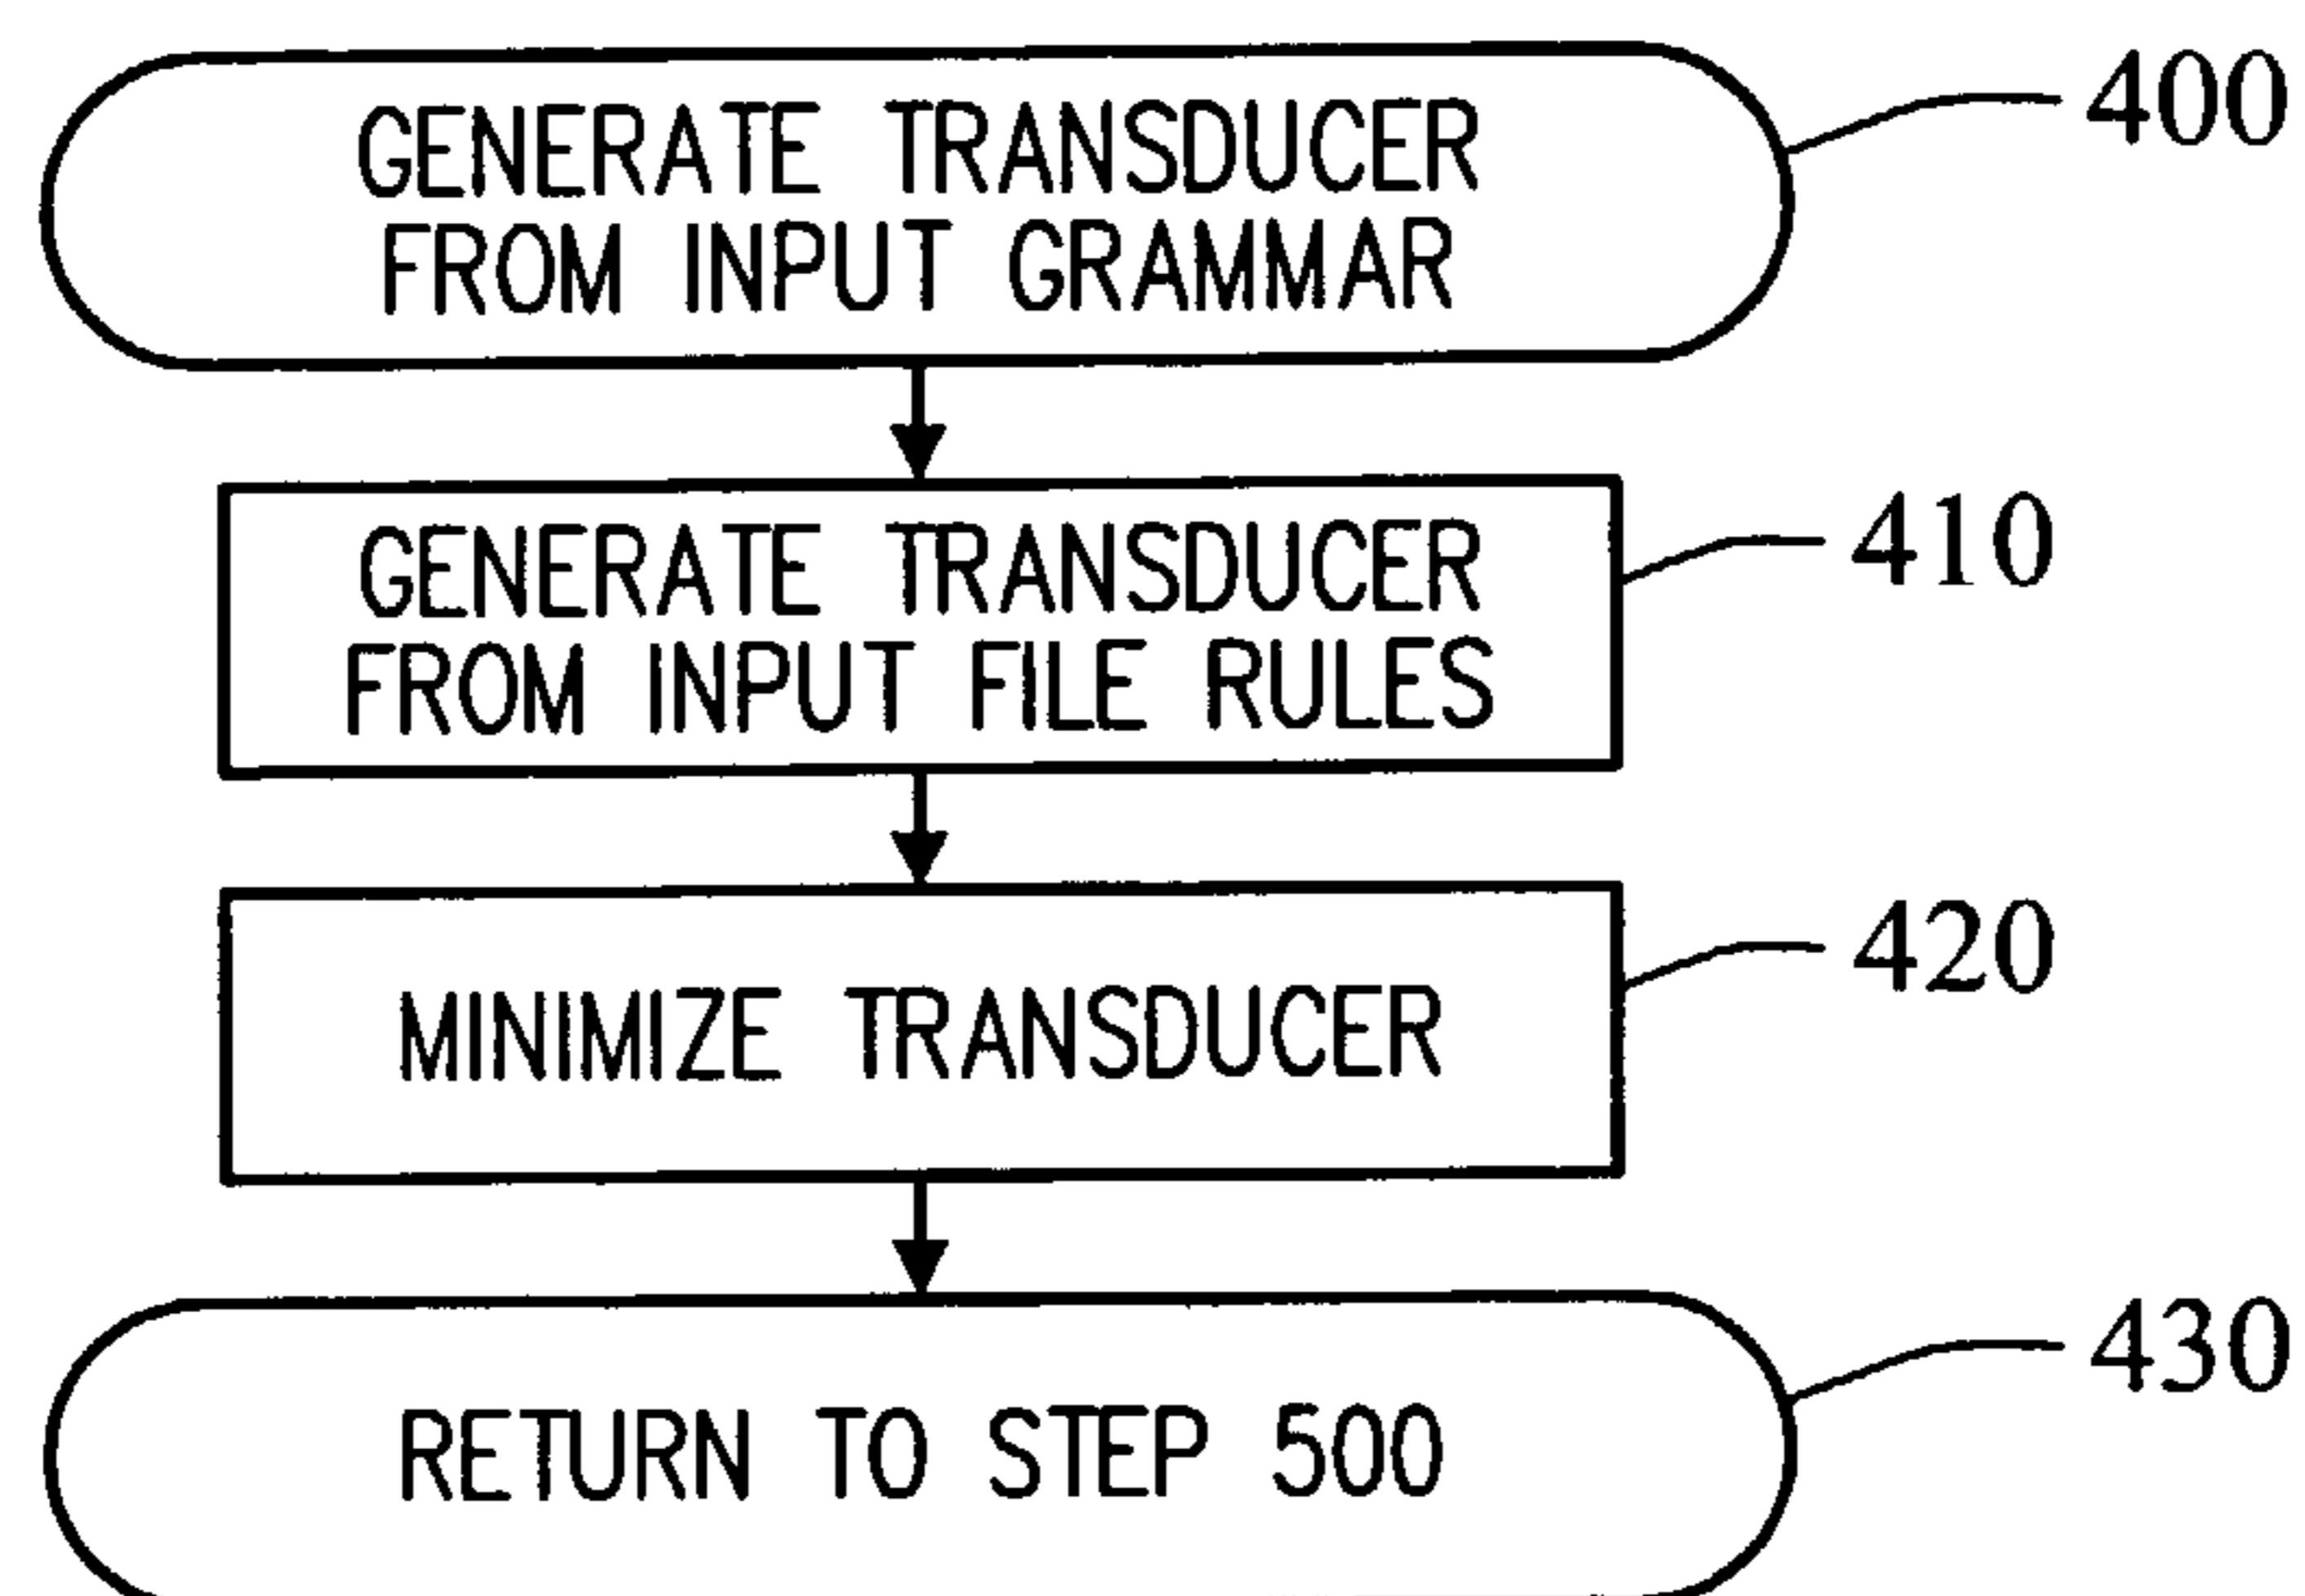 GENERATE TRANSDUCER
FROM INPUT GRAMMAR
400
GENERATE TRANSDUCER
FROM INPUT FILE RULES
410
MINIMIZE TRANSDUCER
420
RETURN TO STEP 500
430